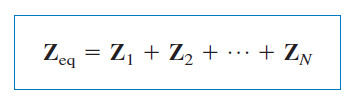 Z_eq = Z_1 + Z_2 + ⋯ + Z_N